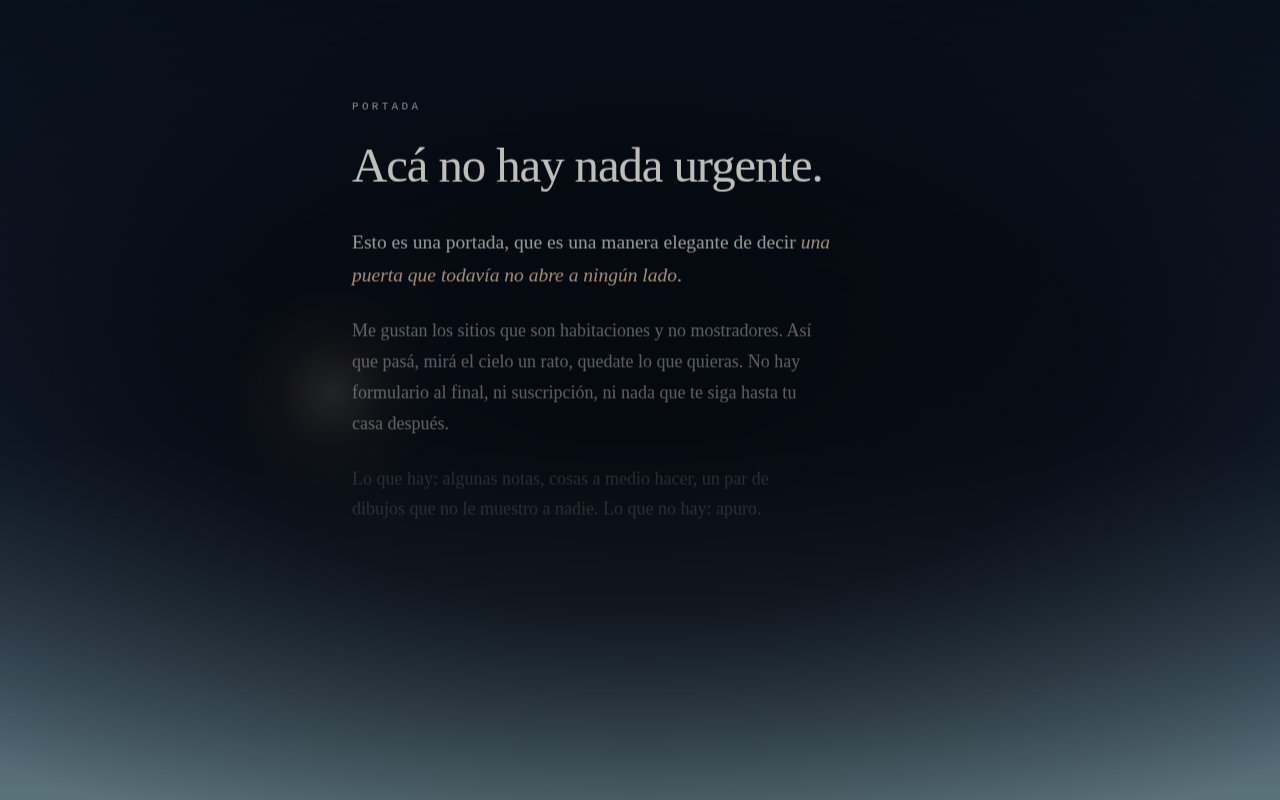 PORTADA
Acá no hay nada urgente.
Esto es una portada, que es una manera elegante de decir una
puerta que todavía no abre a ningún lado.
Me gustan los sitios que son habitaciones y no mostradores. Así
que pasá, mirá el cielo un rato, quedate lo que quieras. No hay
formulario al final, ni suscripción, ni nada que te siga hasta tu
casa después.
Lo que hay: algunas notas, cosas a medio hacer, un par de
dibujos que no le muestro a nadie. Lo que no hay: apuro.